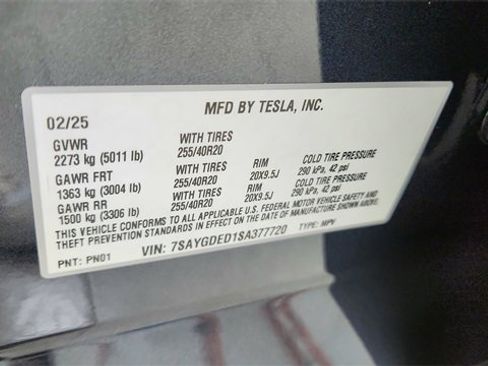 MFD BY TESLA, INC.
02/25
GVWR WITH TIRES
2273 kg (5011 lb) 255/40R20
GAWR FRT WITH TIRES RIM COLD TIRE PRESSURE
1363 kg (3004 lb) 255/40R20 20X9.5J 290 kPa, 42 psi
GAWR RR WITH TIRES RIM COLD TIRE PRESSURE
1500 kg (3306 lb) 255/40R20 20X9.5J 290 kPa, 42 psi
THIS VEHICLE CONFORMS TO ALL APPLICABLE U.S. FEDERAL MOTOR VEHICLE SAFETY AND
THEFT PREVENTION STANDARDS IN EFFECT ON THE DATE OF MANUFACTURE SHOWN ABOVE.
VIN: 7SAYGDED1SA377720 TYPE: MPV
PNT: PN01